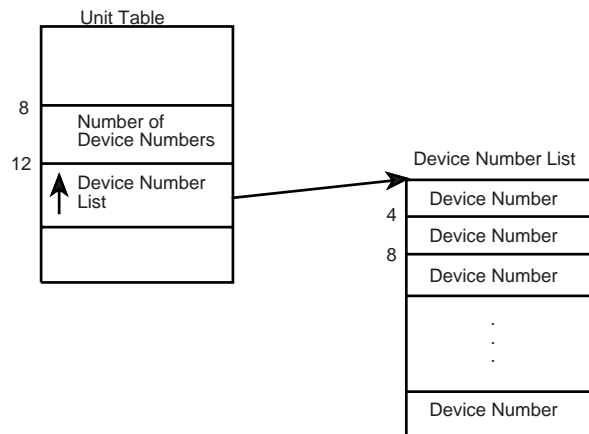 Unit Table
8
Number of
Device Numbers
12
Device Number
List
Device Number List
Device Number
4
Device Number
8
Device Number
.
.
.
Device Number